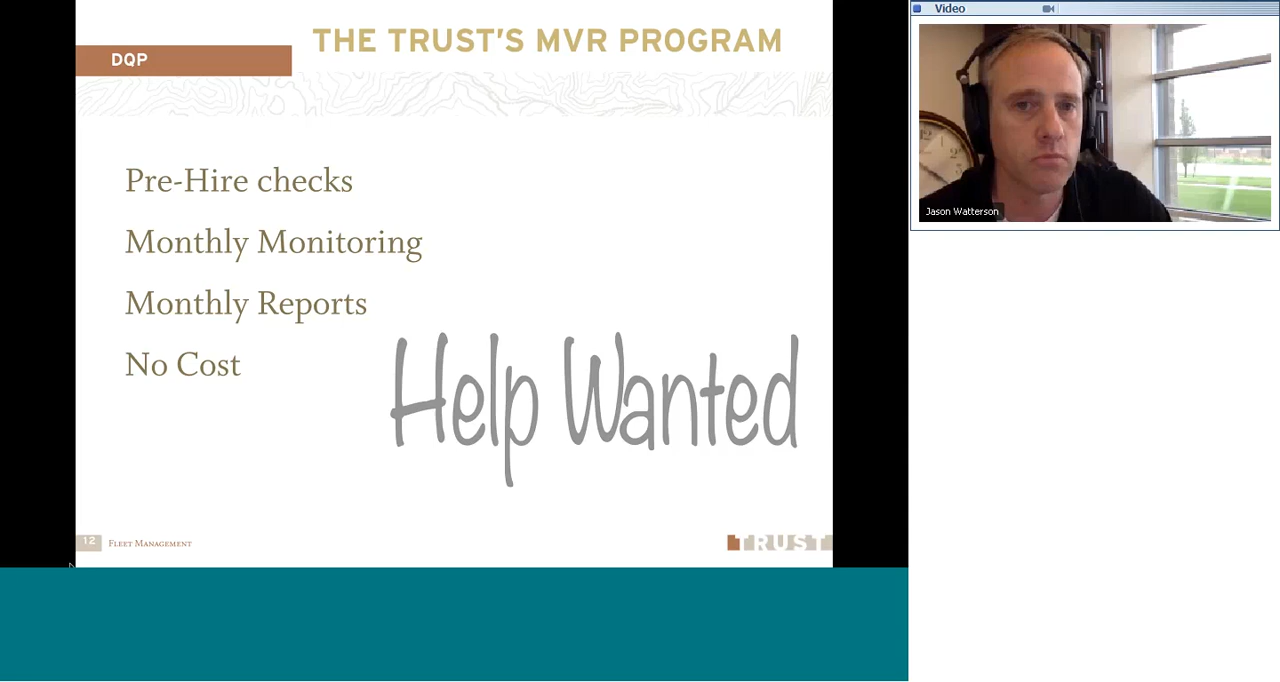 THE TRUST'S MVR PROGRAM
DQP
Pre-Hire checks
Monthly Monitoring
Monthly Reports
No Cost
Help Wanted
12 Fleet Management
TRUST
Video
Jason Watterson